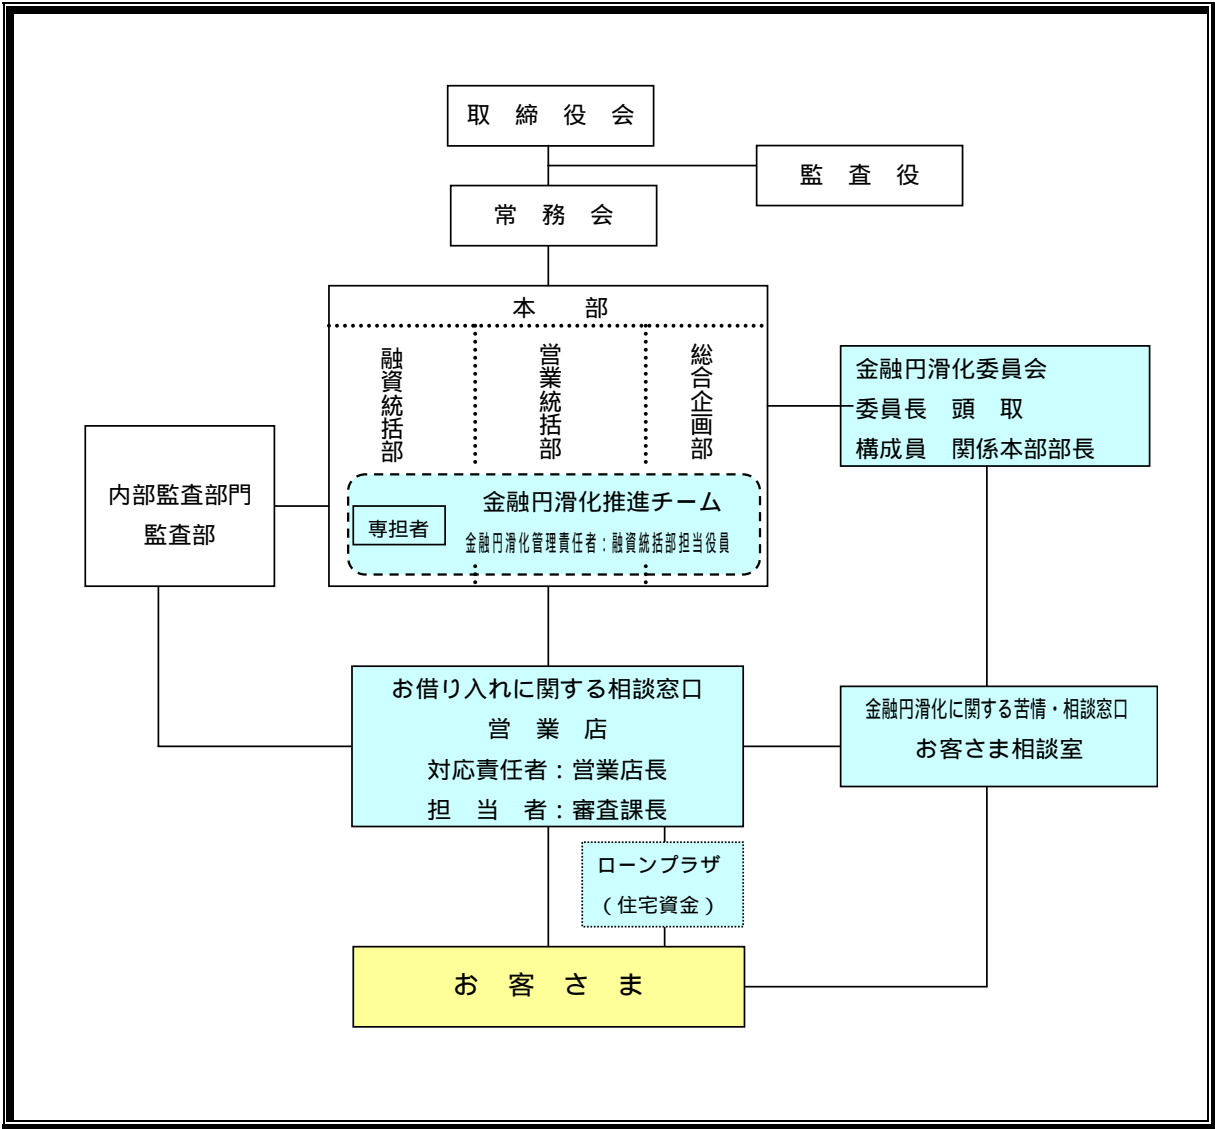 取　締　役　会
監　査　役
常　務　会
本　　部
融資統括部
営業統括部
総合企画部
金融円滑化委員会
委員長　頭　取
構成員　関係本部部長
内部監査部門
監査部
金融円滑化推進チーム
専担者
金融円滑化管理責任者：融資統括部担当役員
お借り入れに関する相談窓口
営　業　店
対応責任者：営業店長
担　当　者：審査課長
金融円滑化に関する苦情・相談窓口
お客さま相談室
ローンプラザ
（住宅資金）
お　客　さ　ま